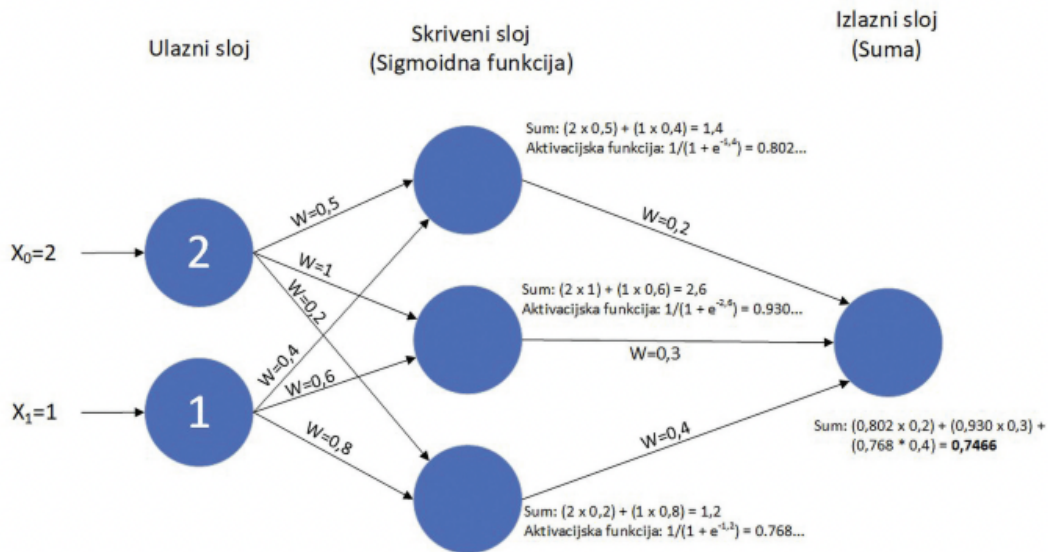 Ulazni sloj
Skriveni sloj
(Sigmoidna funkcija)
Izlazni sloj
(Suma)
Sum: (2 x 0,5) + (1 x 0,4) = 1,4
Aktivacijska funkcija: 1/(1 + e^-1,4) = 0.802...
W=0,5
W=0,2
X₀=2
2
W=1
W=0,2
Sum: (2 x 1) + (1 x 0,6) = 2,6
Aktivacijska funkcija: 1/(1 + e^-2,6) = 0.930...
W=0,3
W=0,4
W=0,6
X₁=1
1
W=0,8
W=0,4
Sum: (0,802 x 0,2) + (0,930 x 0,3) +
(0,768 * 0,4) = 0,7466
Sum: (2 x 0,2) + (1 x 0,8) = 1,2
Aktivacijska funkcija: 1/(1 + e^-1,2) = 0.768...